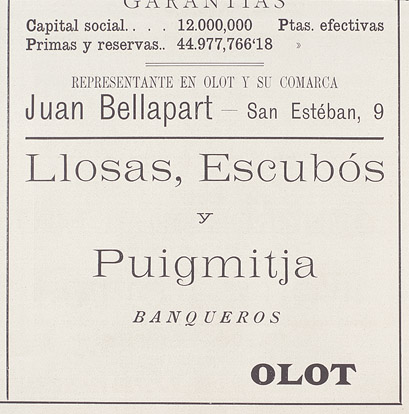 GARANTIAS
Capital social. . . . 12.000,000 Ptas. efectivas
Primas y reservas.. 44.977,766‘18 »
REPRESENTANTE EN OLOT Y SU COMARCA
Juan Bellapart — San Estéban, 9
Llosas, Escubós
y
Puigmitja
BANQUEROS
OLOT